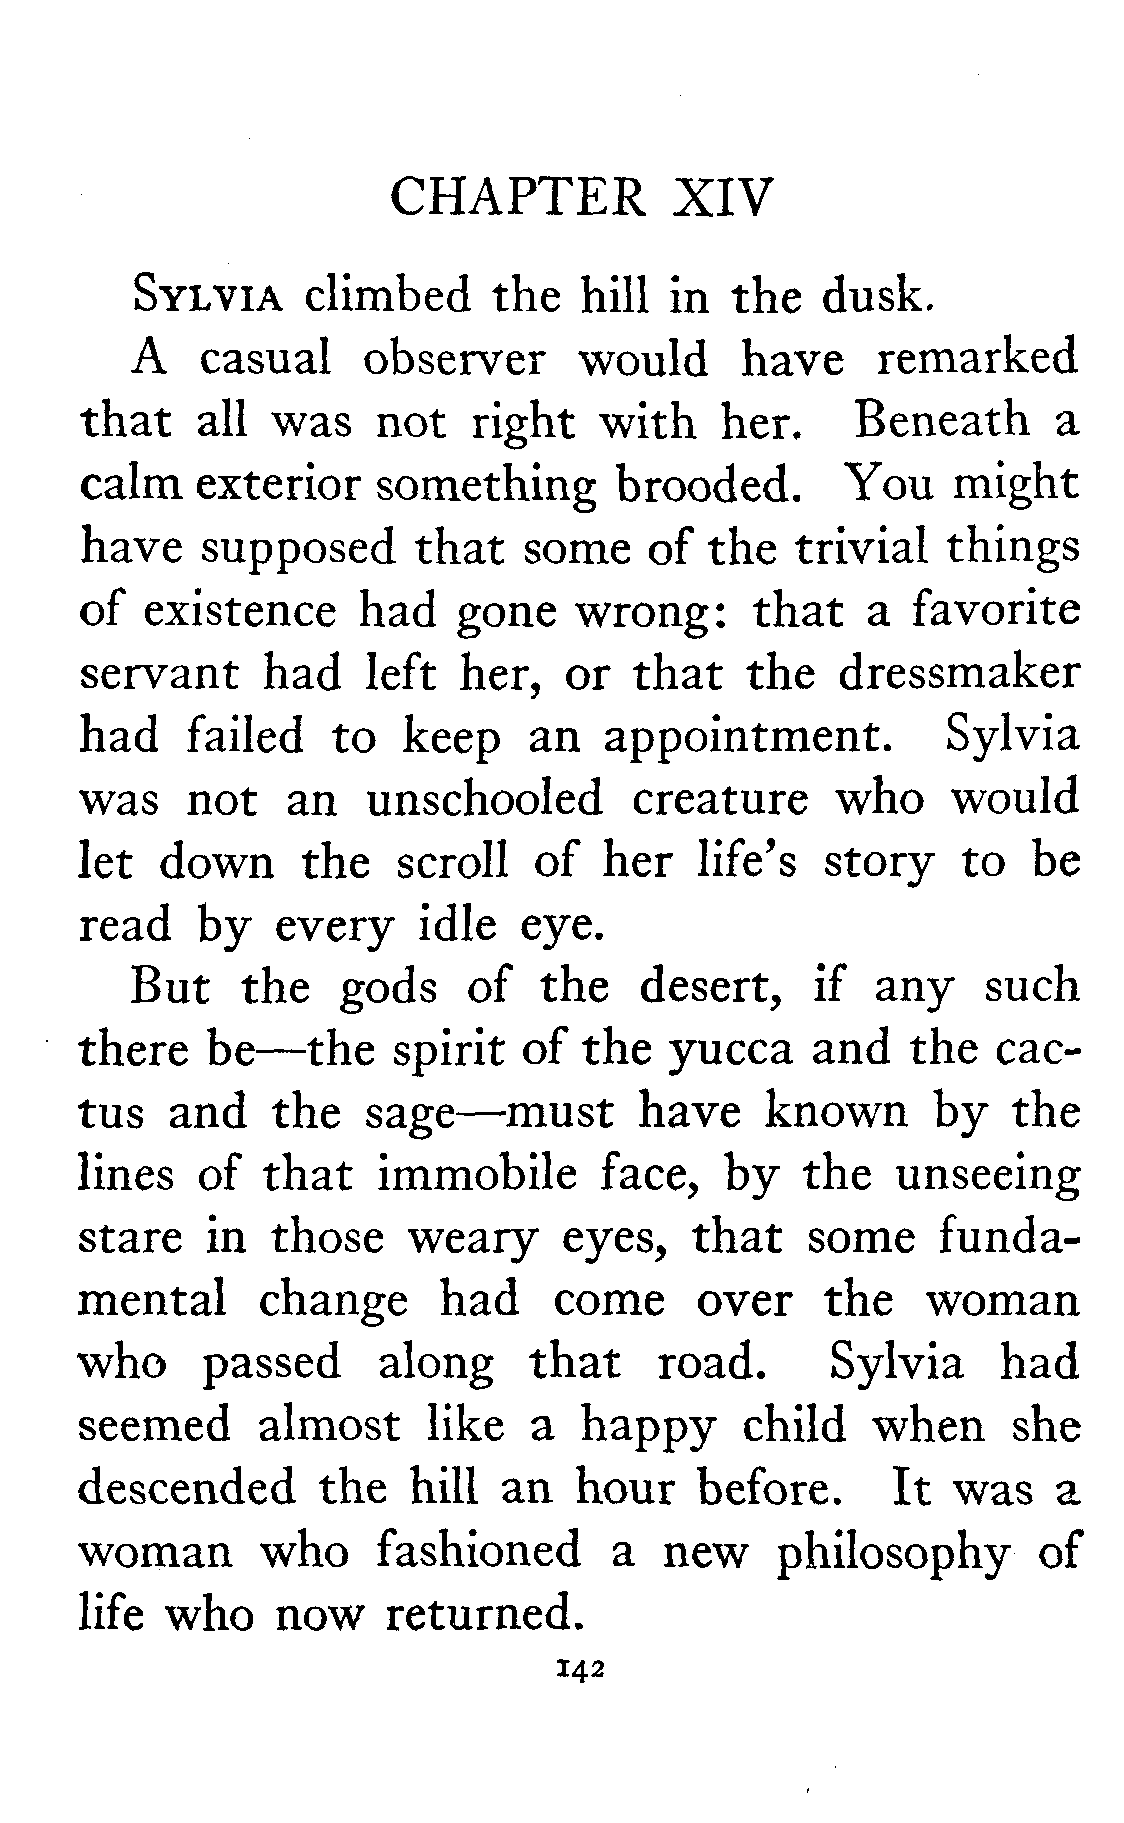 CHAPTER XIV
SYLVIA climbed the hill in the dusk.
A casual observer would have remarked
that all was not right with her. Beneath a
calm exterior something brooded. You might
have supposed that some of the trivial things
of existence had gone wrong: that a favorite
servant had left her, or that the dressmaker
had failed to keep an appointment. Sylvia
was not an unschooled creature who would
let down the scroll of her life's story to be
read by every idle eye.
But the gods of the desert, if any such
there be—the spirit of the yucca and the cac-
tus and the sage—must have known by the
lines of that immobile face, by the unseeing
stare in those weary eyes, that some funda-
mental change had come over the woman
who passed along that road. Sylvia had
seemed almost like a happy child when she
descended the hill an hour before. It was a
woman who fashioned a new philosophy of
life who now returned.
142